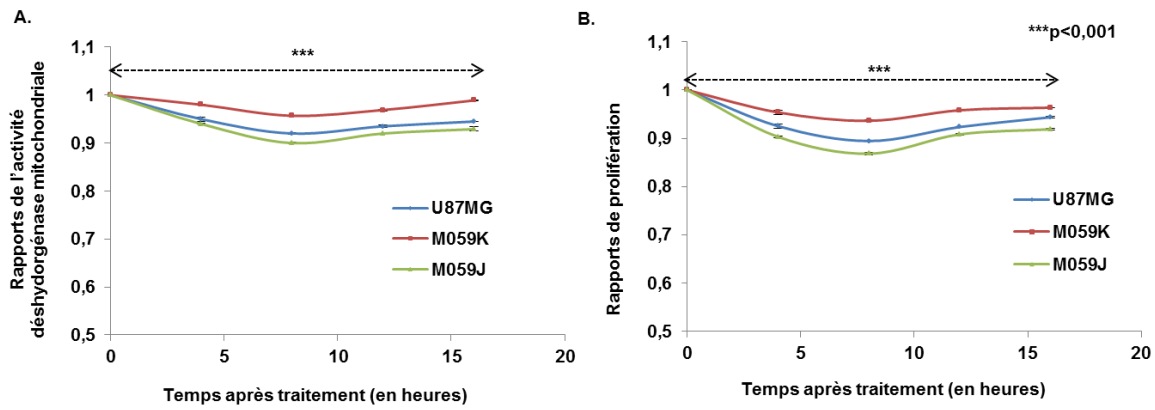 A.
1,1
1
0,9
0,8
0,7
0,6
0,5
0
5
10
15
20
***
Rapports de l’activité
déshydorgénase mitochondriale
U87MG
M059K
M059J
Temps après traitement (en heures)
B.
***p<0,001
1,1
1
0,9
0,8
0,7
0,6
0,5
0
5
10
15
20
***
Rapports de prolifération
U87MG
M059K
M059J
Temps après traitement (en heures)